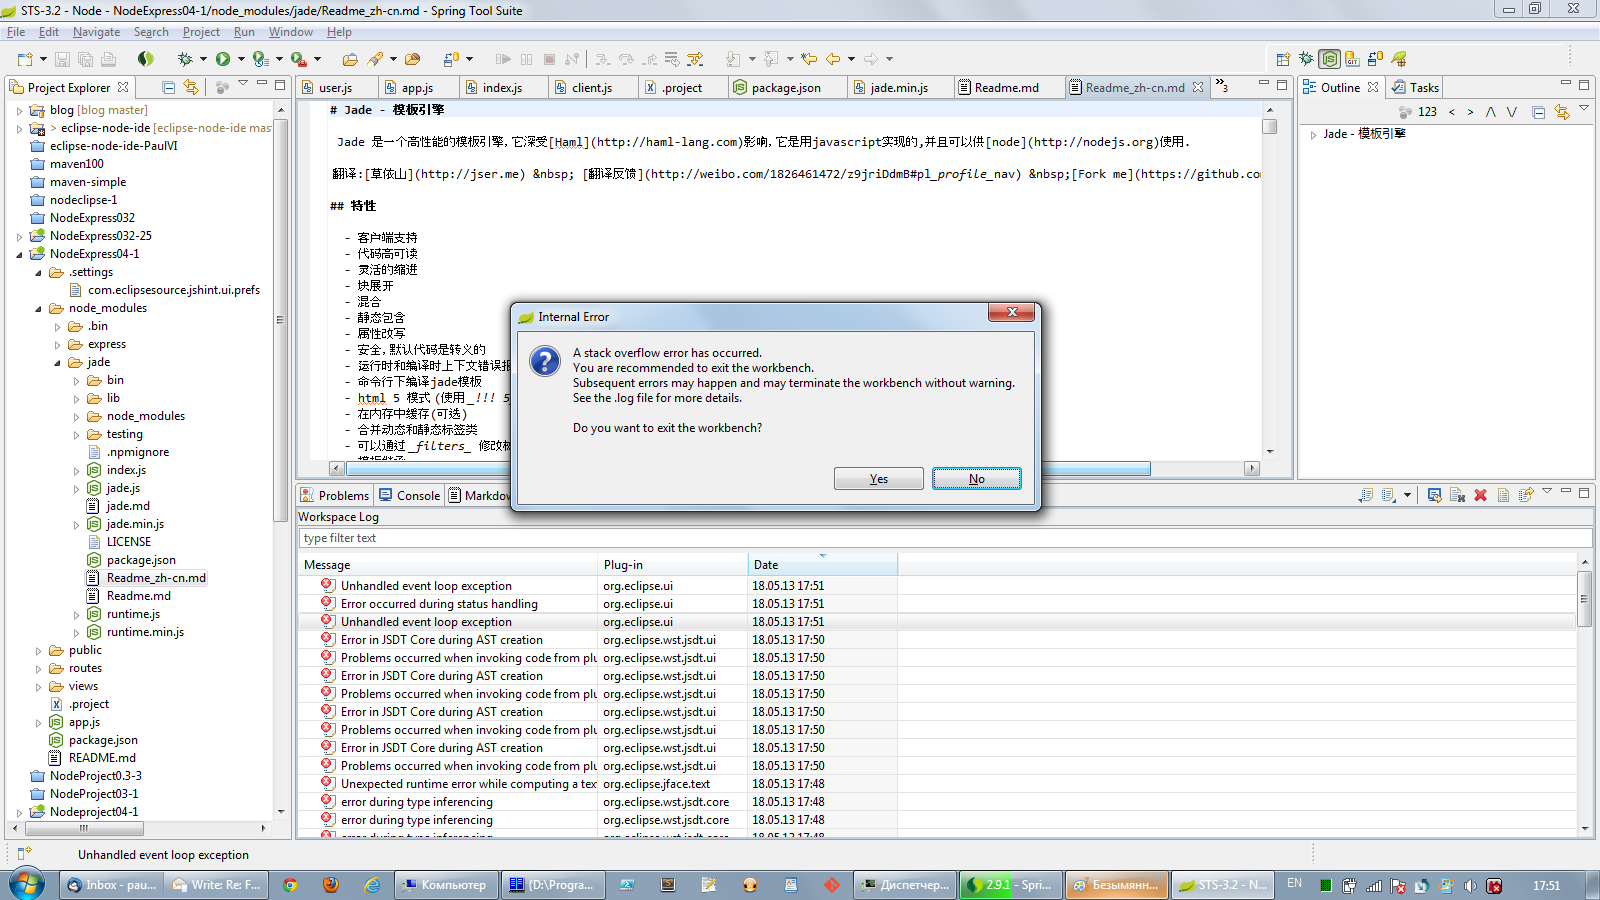 STS-3.2 - Node - NodeExpress04-1/node_modules/jade/Readme_zh-cn.md - Spring Tool Suite
File Edit Navigate Search Project Run Window Help
Project Explorer
blog [blog master]
> eclipse-node-ide [eclipse-node-ide mas
eclipse-node-ide-PaulVI
maven100
maven-simple
nodeclipse-1
NodeExpress032
NodeExpress032-25
NodeExpress04-1
.settings
com.eclipsesource.jshint.ui.prefs
node_modules
.bin
express
jade
bin
lib
node_modules
testing
.npmignore
index.js
jade.js
jade.md
jade.min.js
LICENSE
package.json
Readme_zh-cn.md
Readme.md
runtime.js
runtime.min.js
public
routes
views
.project
app.js
package.json
README.md
NodeProject0.3-3
NodeProject03-1
Nodeproject04-1
user.js app.js index.js client.js .project package.json jade.min.js Readme.md Readme_zh-cn.md »3
# Jade - 模板引擎
Jade 是一个高性能的模板引擎，它深受[Haml](http://haml-lang.com)影响，它是用javascript实现的,并且可以供[node](http://nodejs.org)使用.
翻译:[草依山](http://jser.me) &nbsp; [翻译反馈](http://weibo.com/1826461472/z9jriDdmB#pl_profile_nav) &nbsp;[Fork me](https://github.co
## 特性
- 客户端支持
- 代码高可读
- 灵活的缩进
- 块展开
- 混合
- 静态包含
- 属性改写
- 安全,默认代码是转义的
- 运行时和编译时上下文错误报
- 命令行下编译jade模板
- html 5 模式 (使用 _!!! 5
- 在内存中缓存(可选)
- 合并动态和静态标签类
- 可以通过 _filters_ 修改树
Outline Tasks
123
Jade - 模板引擎
Internal Error
A stack overflow error has occurred.
You are recommended to exit the workbench.
Subsequent errors may happen and may terminate the workbench without warning.
See the .log file for more details.
Do you want to exit the workbench?
Yes No
Problems Console Markdov
Workspace Log
type filter text
Message Plug-in Date
Unhandled event loop exception org.eclipse.ui 18.05.13 17:51
Error occurred during status handling org.eclipse.ui 18.05.13 17:51
Unhandled event loop exception org.eclipse.ui 18.05.13 17:51
Error in JSDT Core during AST creation org.eclipse.wst.jsdt.ui 18.05.13 17:50
Problems occurred when invoking code from plu org.eclipse.wst.jsdt.ui 18.05.13 17:50
Error in JSDT Core during AST creation org.eclipse.wst.jsdt.ui 18.05.13 17:50
Problems occurred when invoking code from plu org.eclipse.wst.jsdt.ui 18.05.13 17:50
Error in JSDT Core during AST creation org.eclipse.wst.jsdt.ui 18.05.13 17:50
Problems occurred when invoking code from plu org.eclipse.wst.jsdt.ui 18.05.13 17:50
Error in JSDT Core during AST creation org.eclipse.wst.jsdt.ui 18.05.13 17:50
Problems occurred when invoking code from plu org.eclipse.wst.jsdt.ui 18.05.13 17:50
Unexpected runtime error while computing a tex org.eclipse.jface.text 18.05.13 17:48
error during type inferencing org.eclipse.wst.jsdt.core 18.05.13 17:48
error during type inferencing org.eclipse.wst.jsdt.core 18.05.13 17:48
error during type inferencing org.eclipse.wst.jsdt.core 18.05.13 17:48
Unhandled event loop exception
Inbox - pau... Write: Re: F... Компьютер {D:\Progra... Диспетчер... 2.9.1 - Spri... Безымянн... STS-3.2 - N... EN 17:51